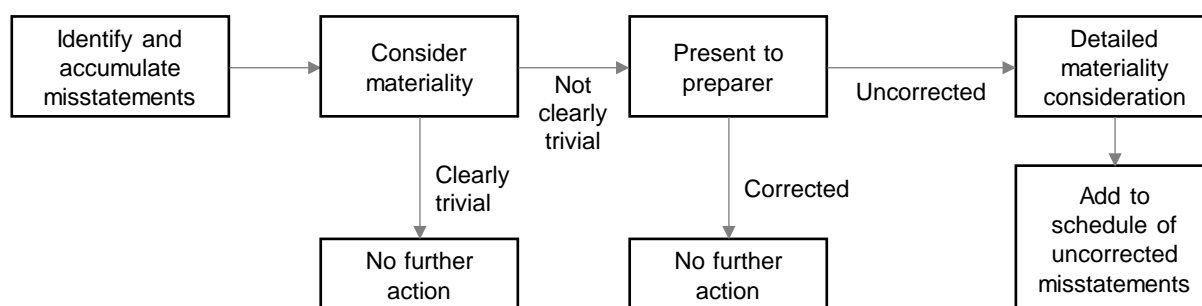 Identify and
accumulate
misstatements
Consider
materiality
Not
clearly
trivial
Present to
preparer
Uncorrected
Detailed
materiality
consideration
Clearly
trivial
Corrected
No further
action
No further
action
Add to
schedule of
uncorrected
misstatements